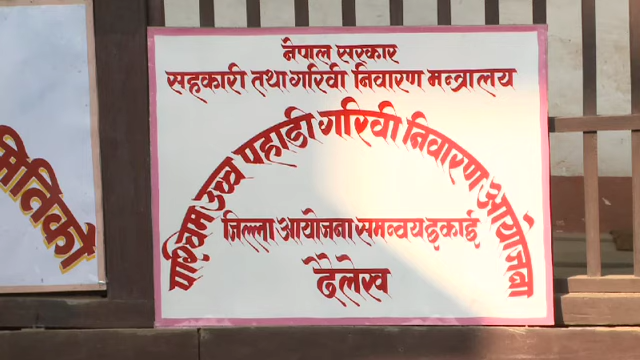 नेपाल सरकार
सहकारी तथा गरिवी निवारण मन्त्रालय
पश्चिम उच्च पहाडी गरिवी निवारण आयोजना
जिल्ला आयोजना समन्वय इकाई
दैलेख
मितिको